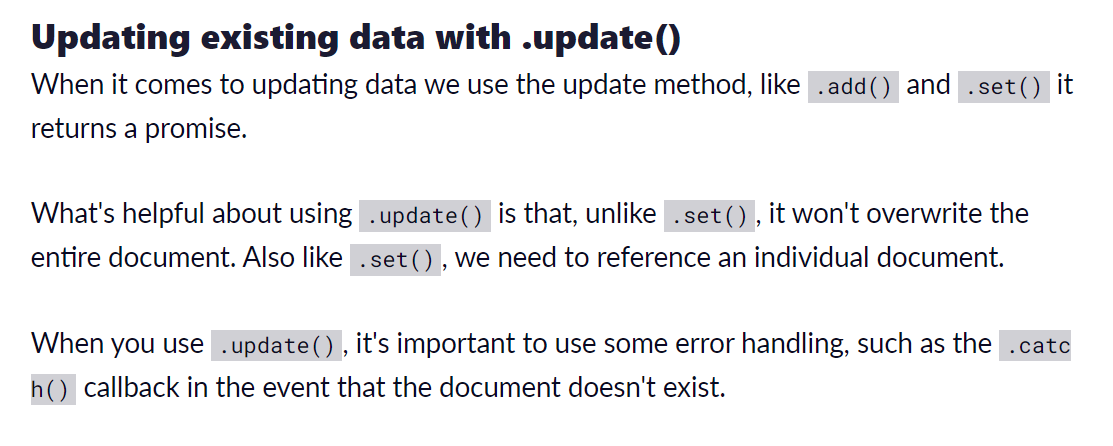 Updating existing data with .update()
When it comes to updating data we use the update method, like .add() and .set() it
returns a promise.
What's helpful about using .update() is that, unlike .set(), it won't overwrite the
entire document. Also like .set(), we need to reference an individual document.
When you use .update(), it's important to use some error handling, such as the .catc
h() callback in the event that the document doesn't exist.